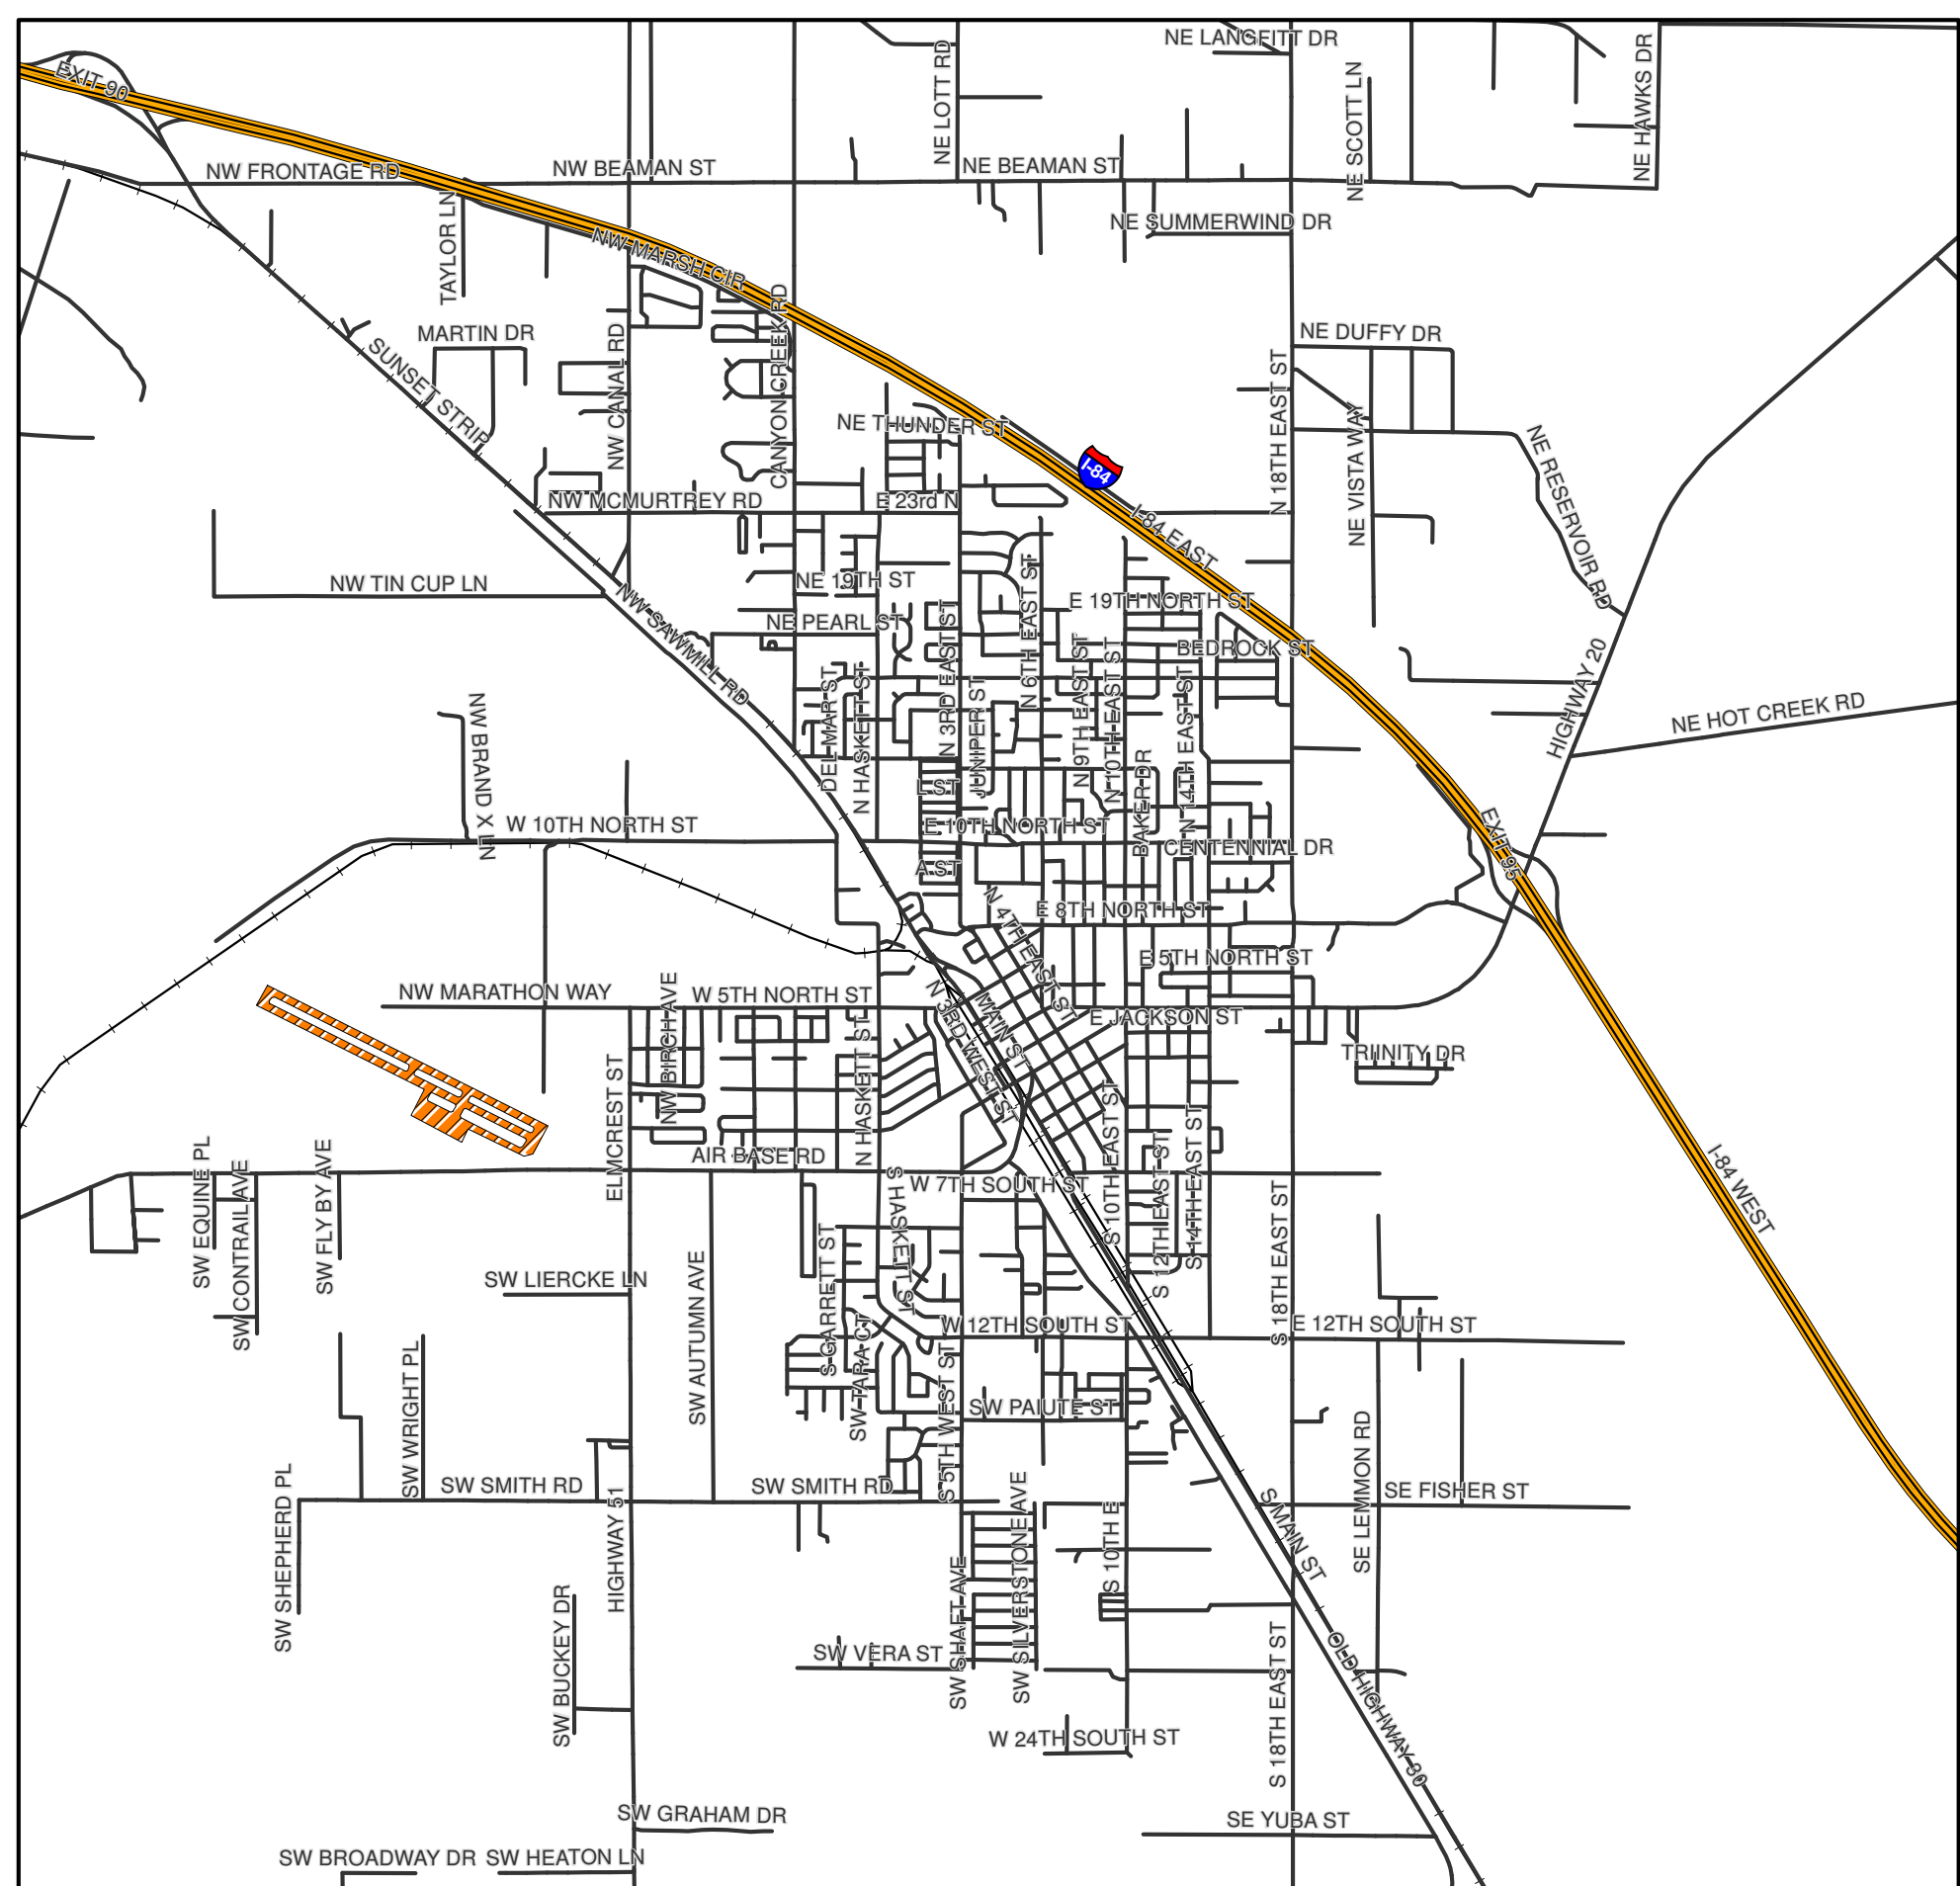 NE LANGFITT DR
NE LOTT RD
NE SCOTT LN
NE HAWKS DR
EXIT 90
NW FRONTAGE RD
NW BEAMAN ST
NE BEAMAN ST
TAYLOR LN
NE SUMMERWIND DR
NW MARSH CIR
MARTIN DR
SUNSET STRIP
NW CANAL RD
CANYON CREEK RD
NE DUFFY DR
N 18TH EAST ST
NE THUNDER ST
NE VISTA WAY
NE RESERVOIR RD
I-84
NW MCMURTREY RD
E 23rd N
I-84 EAST
NW TIN CUP LN
NE 19TH ST
NW SAWMILL RD
NE PEARL ST
E 19TH NORTH ST
BEDROCK ST
N 3RD EAST ST
N 6TH EAST ST
JUNIPER ST
N 9TH EAST ST
N 10TH EAST ST
N 14TH EAST ST
DEL MAR ST
N HASKETT ST
HIGHWAY 20
NE HOT CREEK RD
NW BRAND X LN
L ST
BAKER DR
W 10TH NORTH ST
E 10TH NORTH ST
CENTENNIAL DR
EXIT 95
A ST
N 4TH EAST ST
E 8TH NORTH ST
E 5TH NORTH ST
NW MARATHON WAY
NW BIRCH AVE
W 5TH NORTH ST
N 3RD WEST ST
MAIN ST
E JACKSON ST
TRIINITY DR
ELMCREST ST
N HASKETT ST
S 10TH EAST ST
S 12TH EAST ST
S 14TH EAST ST
SW EQUINE PL
SW CONTRAIL AVE
SW FLY BY AVE
AIR BASE RD
W 7TH SOUTH ST
S HASKETT ST
S 18TH EAST ST
I-84 WEST
SW LIERCKE LN
SW AUTUMN AVE
S GARRETT ST
SW TARA CT
W 12TH SOUTH ST
E 12TH SOUTH ST
S 5TH WEST ST
SW WRIGHT PL
SW PAIUTE ST
SE LEMMON RD
SW SHEPHERD PL
SW SMITH RD
SW SMITH RD
HIGHWAY 51
SE FISHER ST
S MAIN ST
SW SHAFT AVE
SW SILVERSTONE AVE
S 10TH E
SW BUCKEY DR
SW VERA ST
S 18TH EAST ST
OLD HIGHWAY 30
W 24TH SOUTH ST
SW GRAHAM DR
SE YUBA ST
SW BROADWAY DR
SW HEATON LN